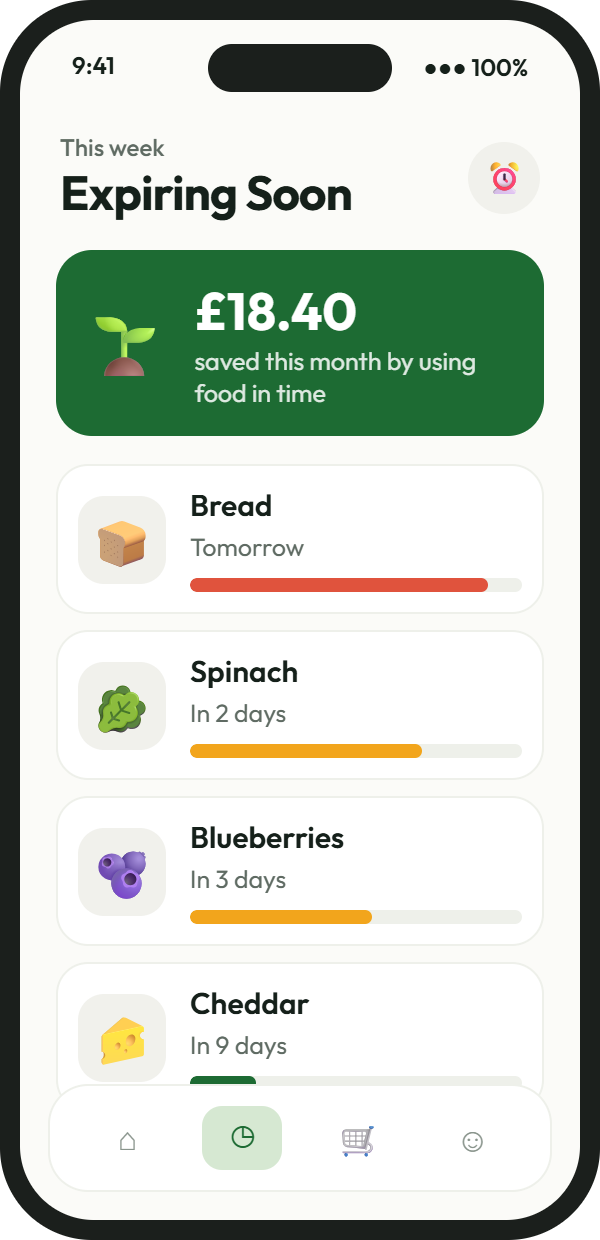 9:41
●●● 100%
This week
Expiring Soon
£18.40
saved this month by using
food in time
Bread
Tomorrow
Spinach
In 2 days
Blueberries
In 3 days
Cheddar
In 9 days